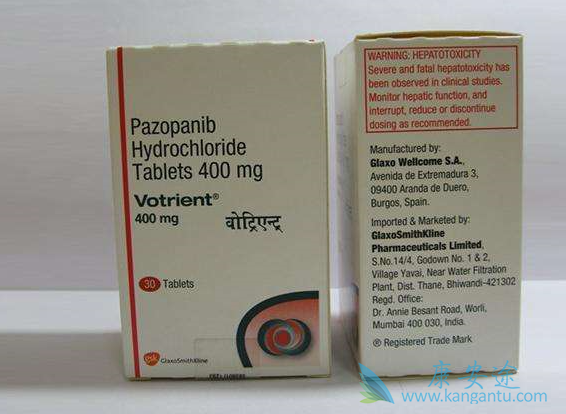 Pazopanib
Hydrochloride
Tablets 400 mg
Votrient®
400 mg
वोट्रिएन्ट
30 Tablets
gsk GlaxoSmithKline
WARNING: HEPATOTOXICITY
Severe and fatal hepatotoxicity has
been observed in clinical studies.
Monitor hepatic function, and
interrupt, reduce or discontinue
dosing as recommended.
Manufactured by:
Glaxo Wellcome S.A.,
Avenida de Extremadura 3,
09400 Aranda de Duero,
Burgos, Spain.
Imported & Marketed by:
GlaxoSmithKline
Pharmaceuticals Limited,
S.No.14/4, Godown No. 1 & 2,
Village Yavai, Near Water Filtration
Plant, Dist. Thane, Bhiwandi-421302
Regd. Office:
Dr. Annie Besant Road, Worli,
Mumbai 400 030, India.
® Registered Trade Mark
康安途
www.kangantu.com